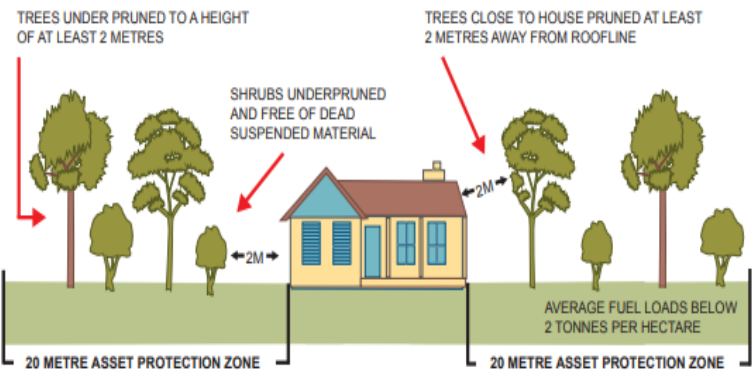 TREES UNDER PRUNED TO A HEIGHT
OF AT LEAST 2 METRES
TREES CLOSE TO HOUSE PRUNED AT LEAST
2 METRES AWAY FROM ROOFLINE
SHRUBS UNDERPRUNED
AND FREE OF DEAD
SUSPENDED MATERIAL
2M
2M
AVERAGE FUEL LOADS BELOW
2 TONNES PER HECTARE
20 METRE ASSET PROTECTION ZONE
20 METRE ASSET PROTECTION ZONE